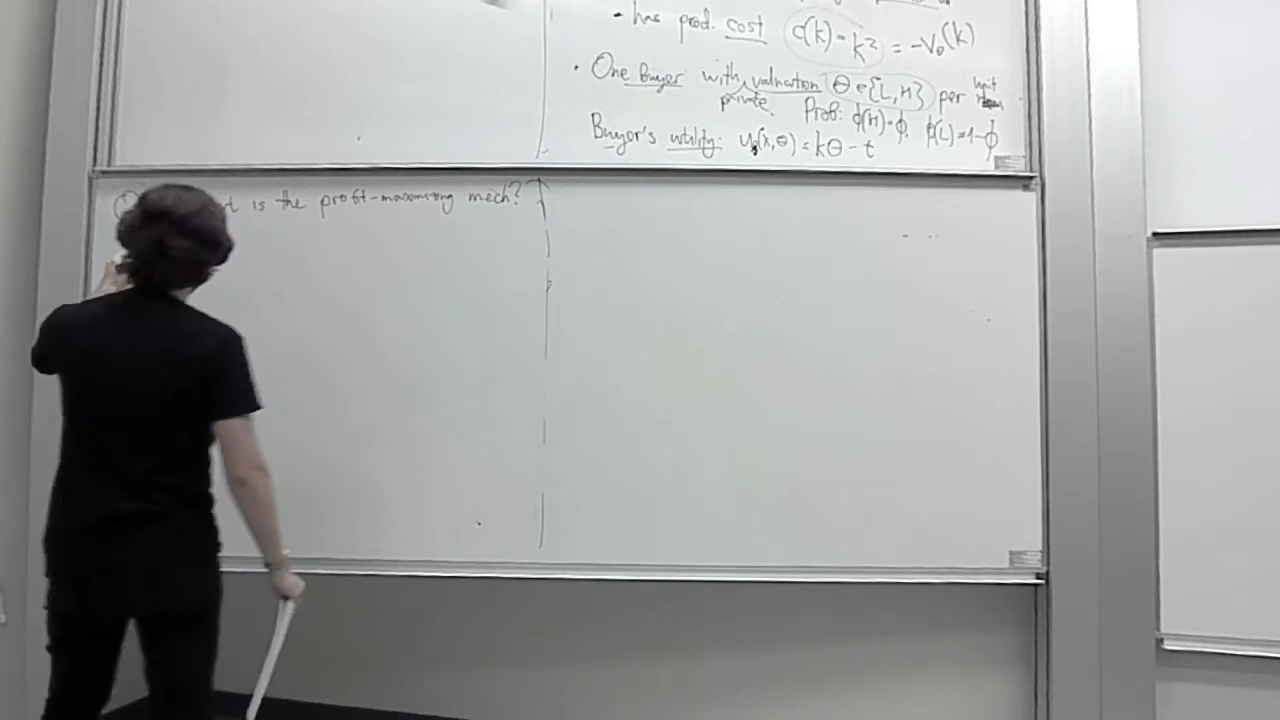 - has prod. cost c(k) = k² = -V₀(k)
• One Buyer with valuation θ ∈ {L, H} per unit
private.
Prob: ϕ(H) = ϕ, ϕ(L) = 1-ϕ
Buyer's utility: (x, θ) = kθ - t
is the profit-maximizing mech?